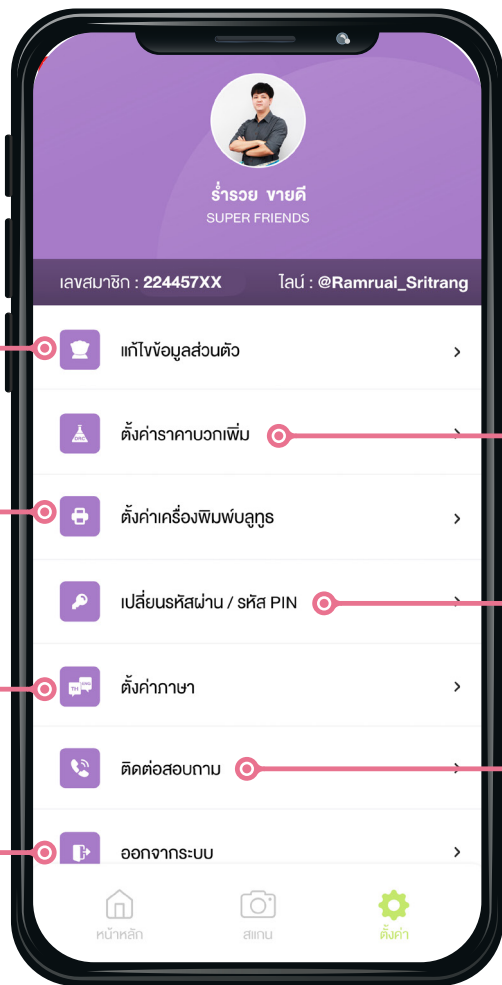 ร่ำรวย ขายดี
SUPER FRIENDS
เลขสมาชิก : 224457XX ไลน์ : @Ramruai_Sritrang
แก้ไขข้อมูลส่วนตัว
ตั้งค่าราคาบวกเพิ่ม
ตั้งค่าเครื่องพิมพ์บลูทูธ
เปลี่ยนรหัสผ่าน / รหัส PIN
TH
ตั้งค่าภาษา
ติดต่อสอบถาม
ออกจากระบบ
หน้าหลัก สแกน ตั้งค่า